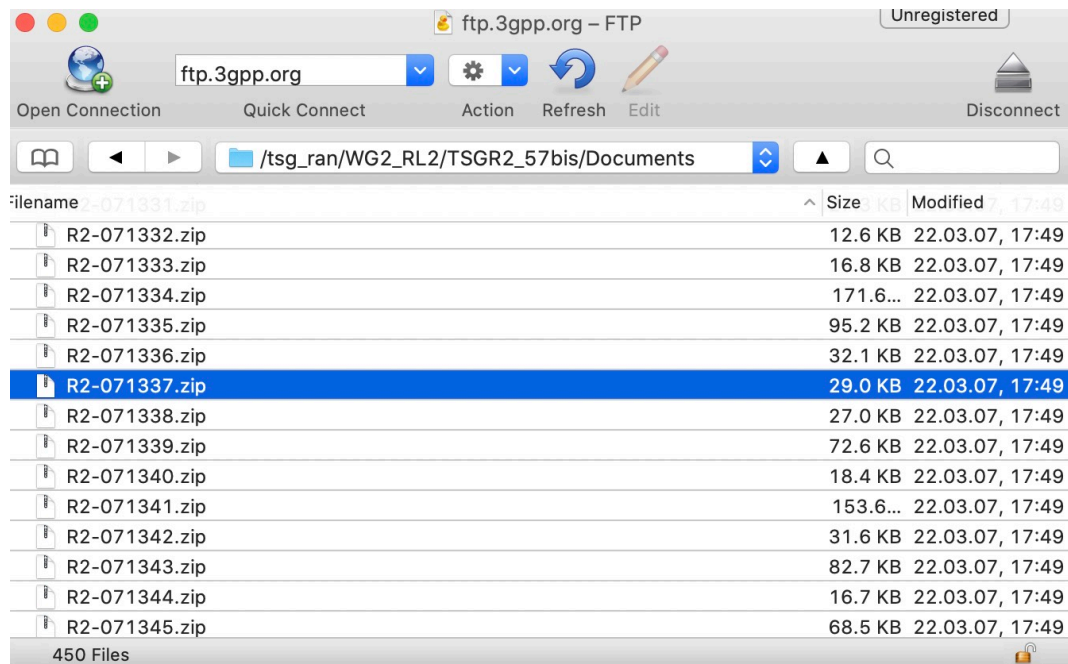 ftp.3gpp.org – FTP
Unregistered
ftp.3gpp.org
Open Connection Quick Connect Action Refresh Edit Disconnect
/tsg_ran/WG2_RL2/TSGR2_57bis/Documents
Filename Size Modified
R2-071331.zip
R2-071332.zip 12.6 KB 22.03.07, 17:49
R2-071333.zip 16.8 KB 22.03.07, 17:49
R2-071334.zip 171.6... 22.03.07, 17:49
R2-071335.zip 95.2 KB 22.03.07, 17:49
R2-071336.zip 32.1 KB 22.03.07, 17:49
R2-071337.zip 29.0 KB 22.03.07, 17:49
R2-071338.zip 27.0 KB 22.03.07, 17:49
R2-071339.zip 72.6 KB 22.03.07, 17:49
R2-071340.zip 18.4 KB 22.03.07, 17:49
R2-071341.zip 153.6... 22.03.07, 17:49
R2-071342.zip 31.6 KB 22.03.07, 17:49
R2-071343.zip 82.7 KB 22.03.07, 17:49
R2-071344.zip 16.7 KB 22.03.07, 17:49
R2-071345.zip 68.5 KB 22.03.07, 17:49
450 Files